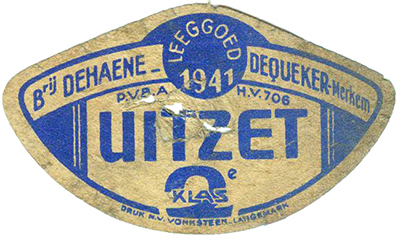 LEEGGOED
1941
Brij DEHAENE - DEQUEKER - Merkem
P.V.B.A. H.V. 706
UITZET
2e
KLAS
DRUK N.V. VONKSTEEN - LANGEMARK